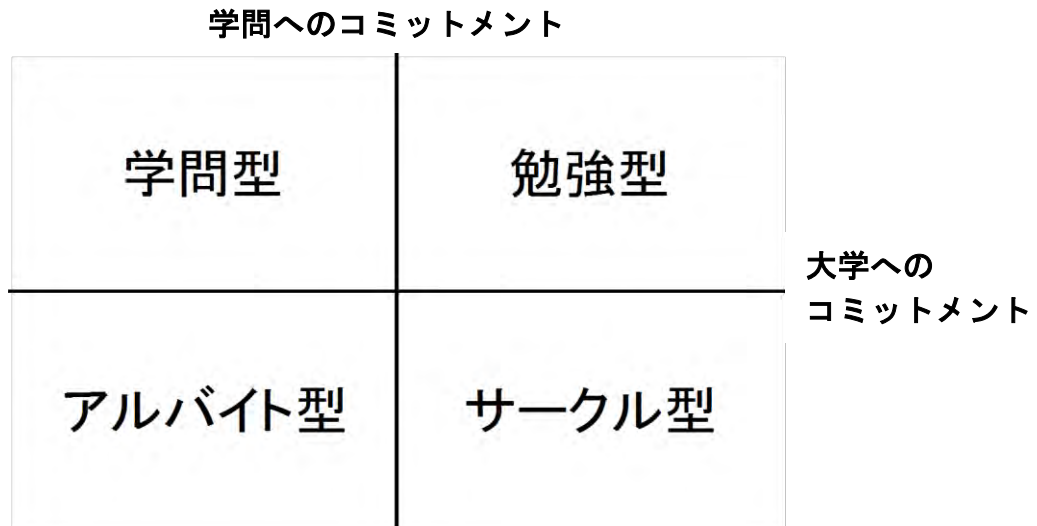 学問へのコミットメント
学問型
勉強型
大学への
コミットメント
アルバイト型
サークル型